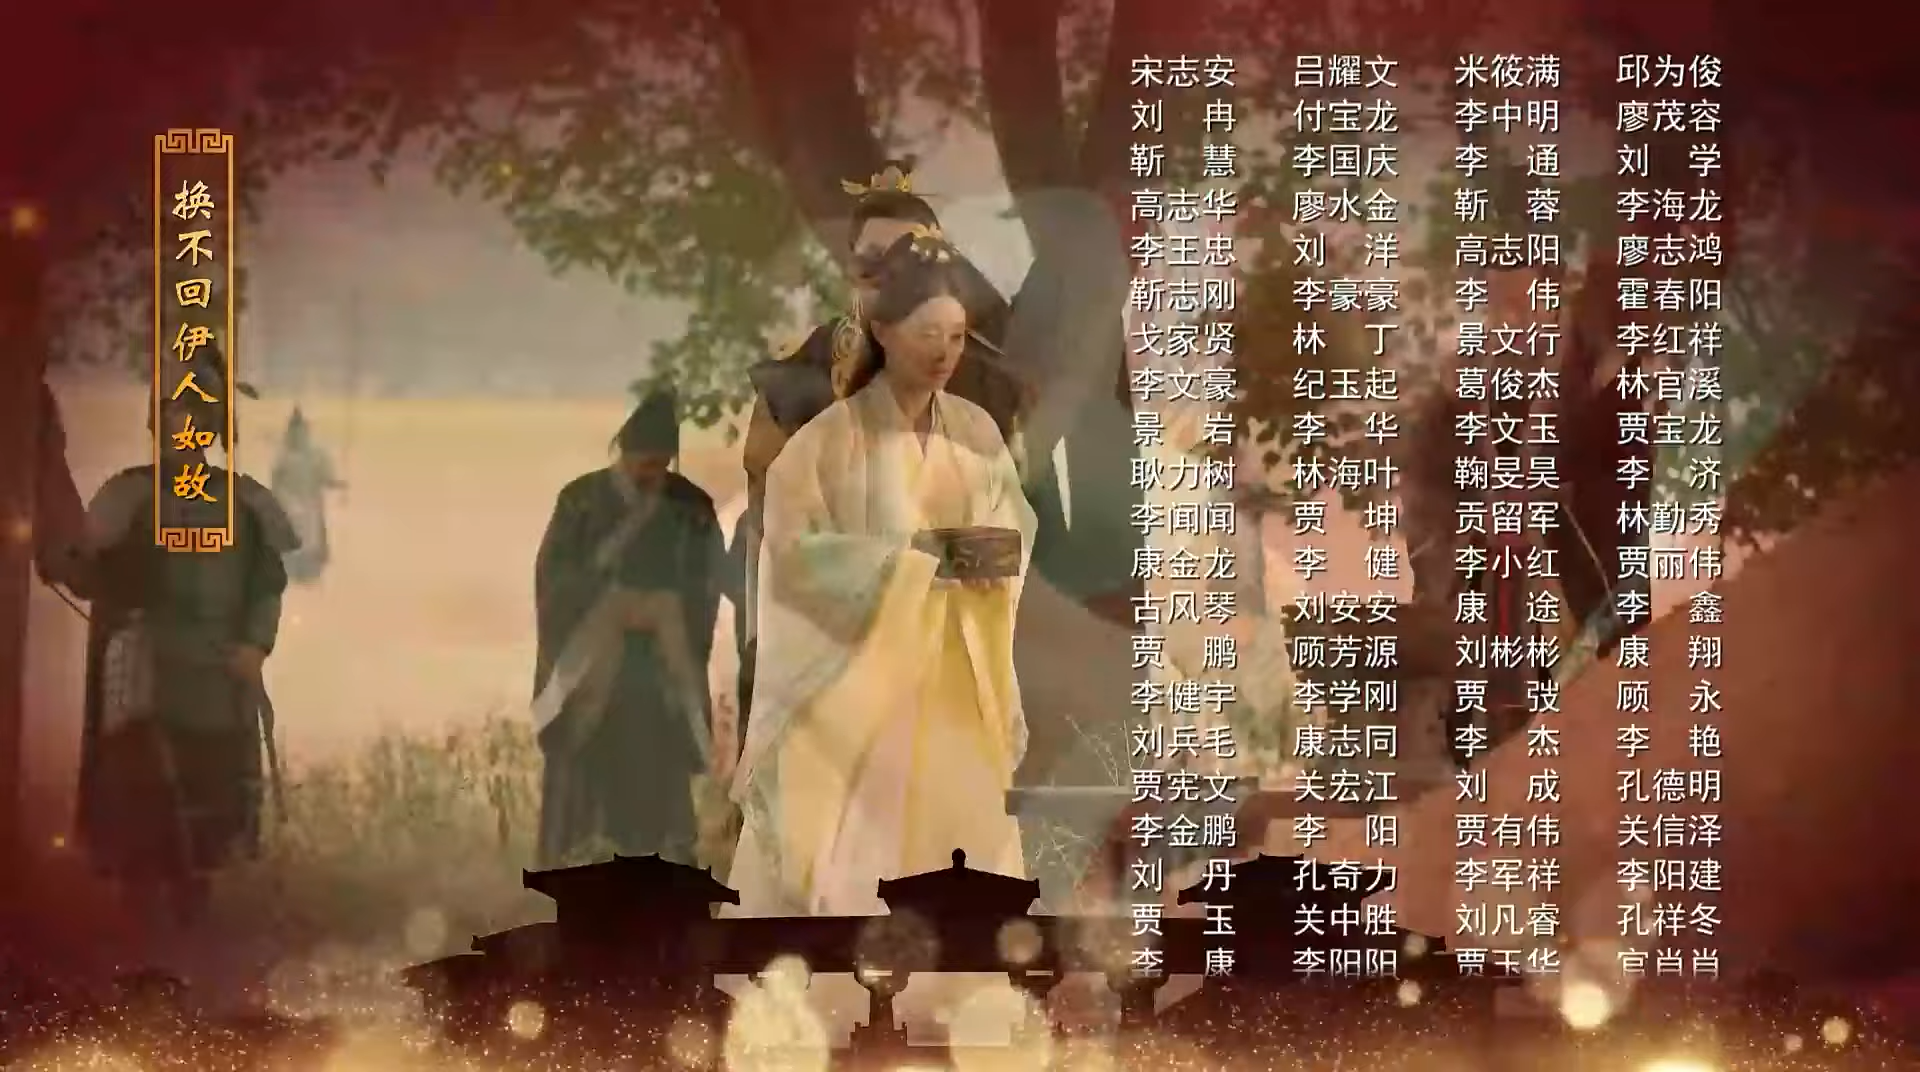 换不回伊人如故
宋志安 吕耀文 米筱满 邱为俊
刘 冉 付宝龙 李中明 廖茂容
靳 慧 李国庆 李 通 刘 学
高志华 廖水金 靳 蓉 李海龙
李王忠 刘 洋 高志阳 廖志鸿
靳志刚 李豪豪 李 伟 霍春阳
戈家贤 林 丁 景文行 李红祥
李文豪 纪玉起 葛俊杰 林官溪
景 岩 李 华 李文玉 贾宝龙
耿力树 林海叶 鞠旻昊 李 济
李闻闻 贾 坤 贡留军 林勤秀
康金龙 李 健 李小红 贾丽伟
古风琴 刘安安 康 途 李 鑫
贾 鹏 顾芳源 刘彬彬 康 翔
李健宇 李学刚 贾 弢 顾 永
刘兵毛 康志同 李 杰 李 艳
贾宪文 关宏江 刘 成 孔德明
李金鹏 李 阳 贾有伟 关信泽
刘 丹 孔奇力 李军祥 李阳建
贾 玉 关中胜 刘凡睿 孔祥冬
李 康 李阳阳 贾玉华 官肖肖